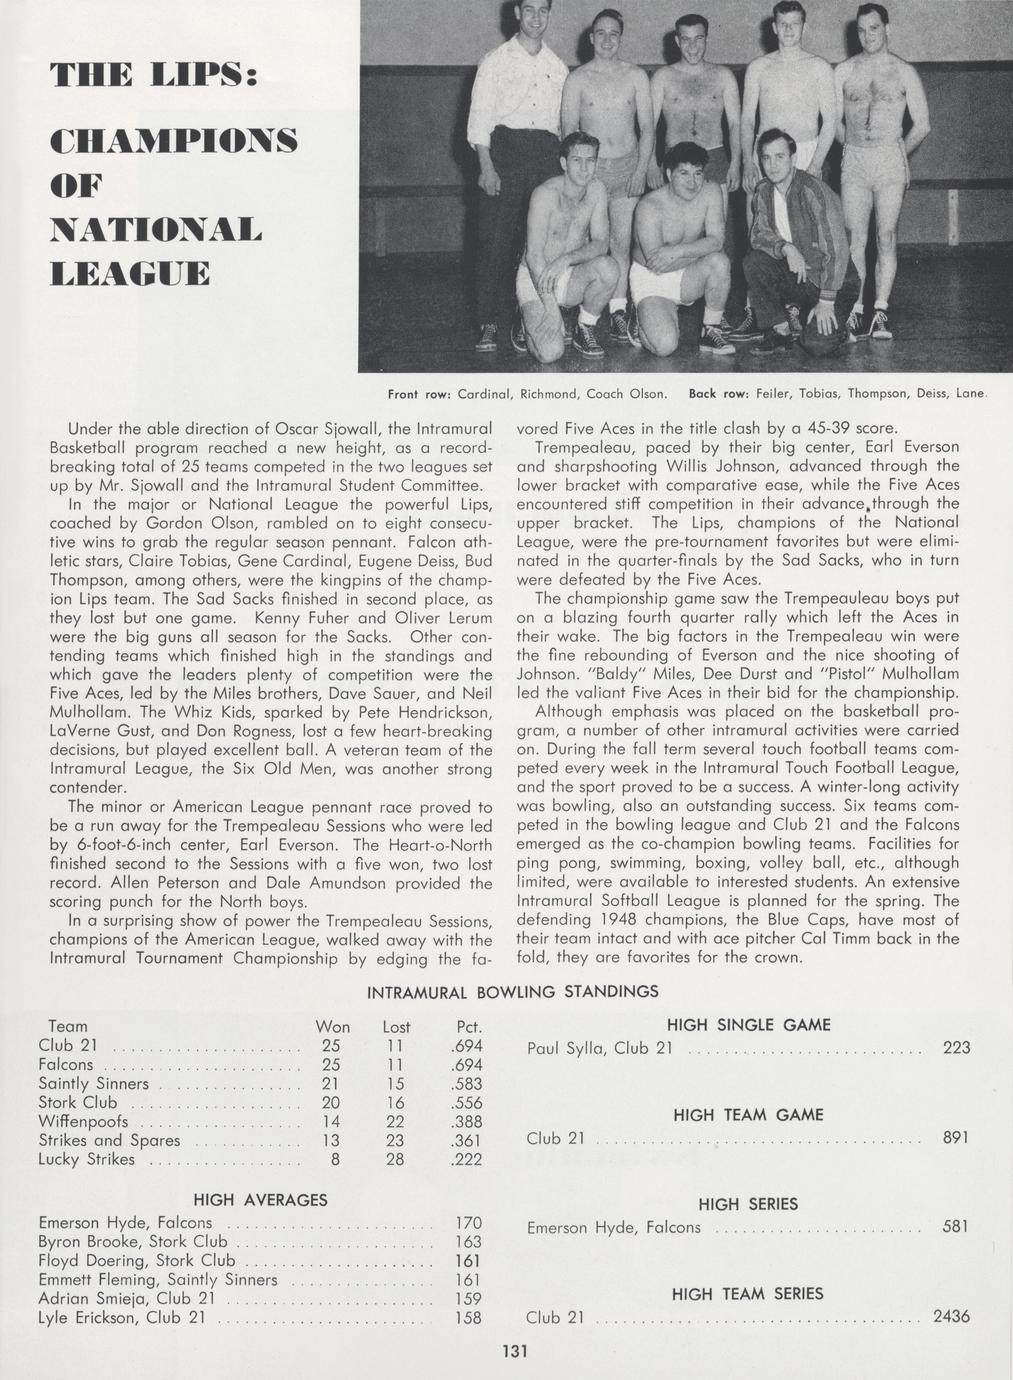 THE LIPS:
CHAMPIONS
OF
NATIONAL
LEAGUE
Front row: Cardinal, Richmond, Coach Olson. Back row: Feiler, Tobias, Thompson, Deiss, Lane.
Under the able direction of Oscar Sjowall, the Intramural
Basketball program reached a new height, as a record-
breaking total of 25 teams competed in the two leagues set
up by Mr. Sjowall and the Intramural Student Committee.
In the major or National League the powerful Lips,
coached by Gordon Olson, rambled on to eight consecu-
tive wins to grab the regular season pennant. Falcon ath-
letic stars, Claire Tobias, Gene Cardinal, Eugene Deiss, Bud
Thompson, among others, were the kingpins of the champ-
ion Lips team. The Sad Sacks finished in second place, as
they lost but one game. Kenny Fuher and Oliver Lerum
were the big guns all season for the Sacks. Other con-
tending teams which finished high in the standings and
which gave the leaders plenty of competition were the
Five Aces, led by the Miles brothers, Dave Sauer, and Neil
Mulhollam. The Whiz Kids, sparked by Pete Hendrickson,
LaVerne Gust, and Don Rogness, lost a few heart-breaking
decisions, but played excellent ball. A veteran team of the
Intramural League, the Six Old Men, was another strong
contender.
The minor or American League pennant race proved to
be a run away for the Trempealeau Sessions who were led
by 6-foot-6-inch center, Earl Everson. The Heart-o-North
finished second to the Sessions with a five won, two lost
record. Allen Peterson and Dale Amundson provided the
scoring punch for the North boys.
In a surprising show of power the Trempealeau Sessions,
champions of the American League, walked away with the
Intramural Tournament Championship by edging the fa-
vored Five Aces in the title clash by a 45-39 score.
Trempealeau, paced by their big center, Earl Everson
and sharpshooting Willis Johnson, advanced through the
lower bracket with comparative ease, while the Five Aces
encountered stiff competition in their advance through the
upper bracket. The Lips, champions of the National
League, were the pre-tournament favorites but were elimi-
nated in the quarter-finals by the Sad Sacks, who in turn
were defeated by the Five Aces.
The championship game saw the Trempeauleau boys put
on a blazing fourth quarter rally which left the Aces in
their wake. The big factors in the Trempealeau win were
the fine rebounding of Everson and the nice shooting of
Johnson. "Baldy" Miles, Dee Durst and "Pistol" Mulhollam
led the valiant Five Aces in their bid for the championship.
Although emphasis was placed on the basketball pro-
gram, a number of other intramural activities were carried
on. During the fall term several touch football teams com-
peted every week in the Intramural Touch Football League,
and the sport proved to be a success. A winter-long activity
was bowling, also an outstanding success. Six teams com-
peted in the bowling league and Club 21 and the Falcons
emerged as the co-champion bowling teams. Facilities for
ping pong, swimming, boxing, volley ball, etc., although
limited, were available to interested students. An extensive
Intramural Softball League is planned for the spring. The
defending 1948 champions, the Blue Caps, have most of
their team intact and with ace pitcher Cal Timm back in the
fold, they are favorites for the crown.
INTRAMURAL BOWLING STANDINGS
Team Won Lost Pct.
Club 21 ..................... 25 11 .694
Falcons ...................... 25 11 .694
Saintly Sinners ................ 21 15 .583
Stork Club ................... 20 16 .556
Wiffenpoofs .................. 14 22 .388
Strikes and Spares ............ 13 23 .361
Lucky Strikes ................. 8 28 .222
HIGH AVERAGES
Emerson Hyde, Falcons ....................... 170
Byron Brooke, Stork Club ...................... 163
Floyd Doering, Stork Club ..................... 161
Emmett Fleming, Saintly Sinners ................ 161
Adrian Smieja, Club 21 ....................... 159
Lyle Erickson, Club 21 ........................ 158
HIGH SINGLE GAME
Paul Sylla, Club 21 .......................... 223
HIGH TEAM GAME
Club 21 .................................... 891
HIGH SERIES
Emerson Hyde, Falcons ....................... 581
HIGH TEAM SERIES
Club 21 .................................... 2436
131